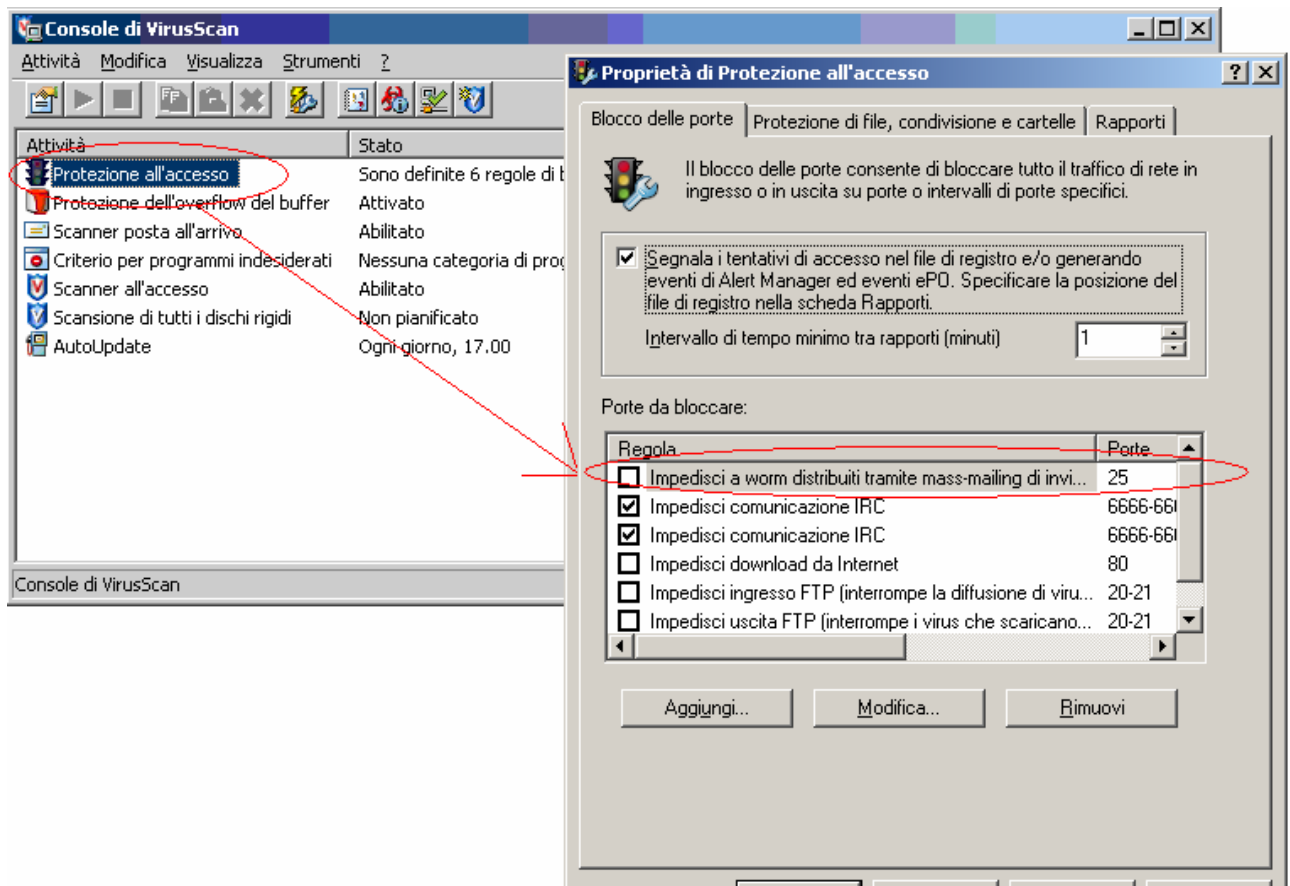 Console di VirusScan
Attività Modifica Visualizza Strumenti ?
Attività Stato
Protezione all'accesso Sono definite 6 regole di b
Protezione dell'overflow del buffer Attivato
Scanner posta all'arrivo Abilitato
Criterio per programmi indesiderati Nessuna categoria di prog
Scanner all'accesso Abilitato
Scansione di tutti i dischi rigidi Non pianificato
AutoUpdate Ogni giorno, 17.00
Console di VirusScan
Proprietà di Protezione all'accesso
Blocco delle porte Protezione di file, condivisione e cartelle Rapporti
Il blocco delle porte consente di bloccare tutto il traffico di rete in
ingresso o in uscita su porte o intervalli di porte specifici.
Segnala i tentativi di accesso nel file di registro e/o generando
eventi di Alert Manager ed eventi ePO. Specificare la posizione del
file di registro nella scheda Rapporti.
Intervallo di tempo minimo tra rapporti (minuti) 1
Porte da bloccare:
Regola Porte
Impedisci a worm distribuiti tramite mass-mailing di invi... 25
Impedisci comunicazione IRC 6666-666
Impedisci comunicazione IRC 6666-666
Impedisci download da Internet 80
Impedisci ingresso FTP (interrompe la diffusione di viru... 20-21
Impedisci uscita FTP (interrompe i virus che scaricano... 20-21
Aggiungi... Modifica... Rimuovi